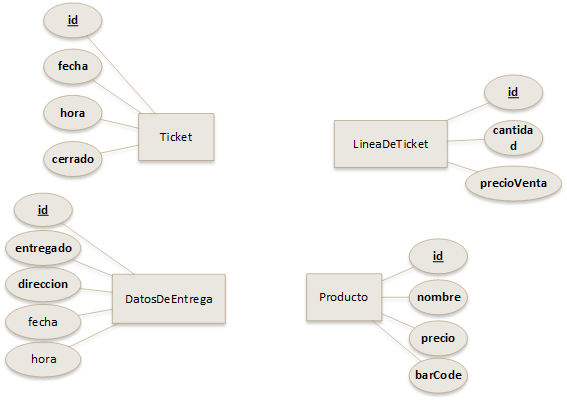 id
fecha
hora
cerrado
Ticket
id
cantida
d
precioVenta
LineaDeTicket
id
entregado
direccion
fecha
hora
DatosDeEntrega
id
nombre
precio
barCode
Producto